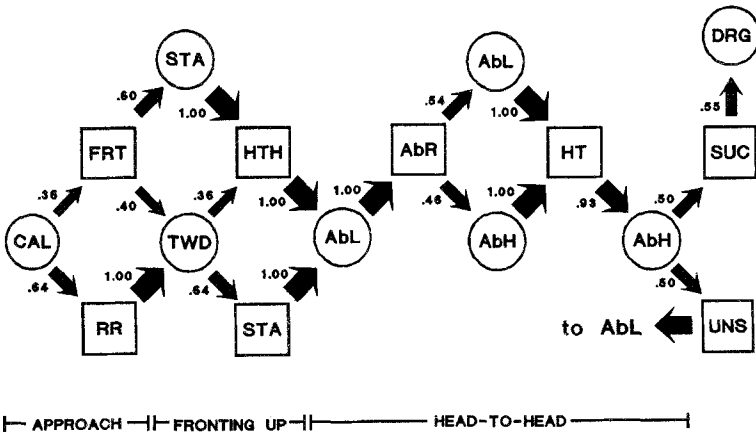 DRG
STA
AbL
.60
1.00
.54
1.00
.55
FRT
HTH
AbR
HT
SUC
.36
.40
.36
1.00
1.00
.46
1.00
.93
.50
CAL
TWD
AbL
AbH
AbH
.64
1.00
.64
1.00
.50
RR
STA
to AbL
UNS
APPROACH
FRONTING UP
HEAD-TO-HEAD